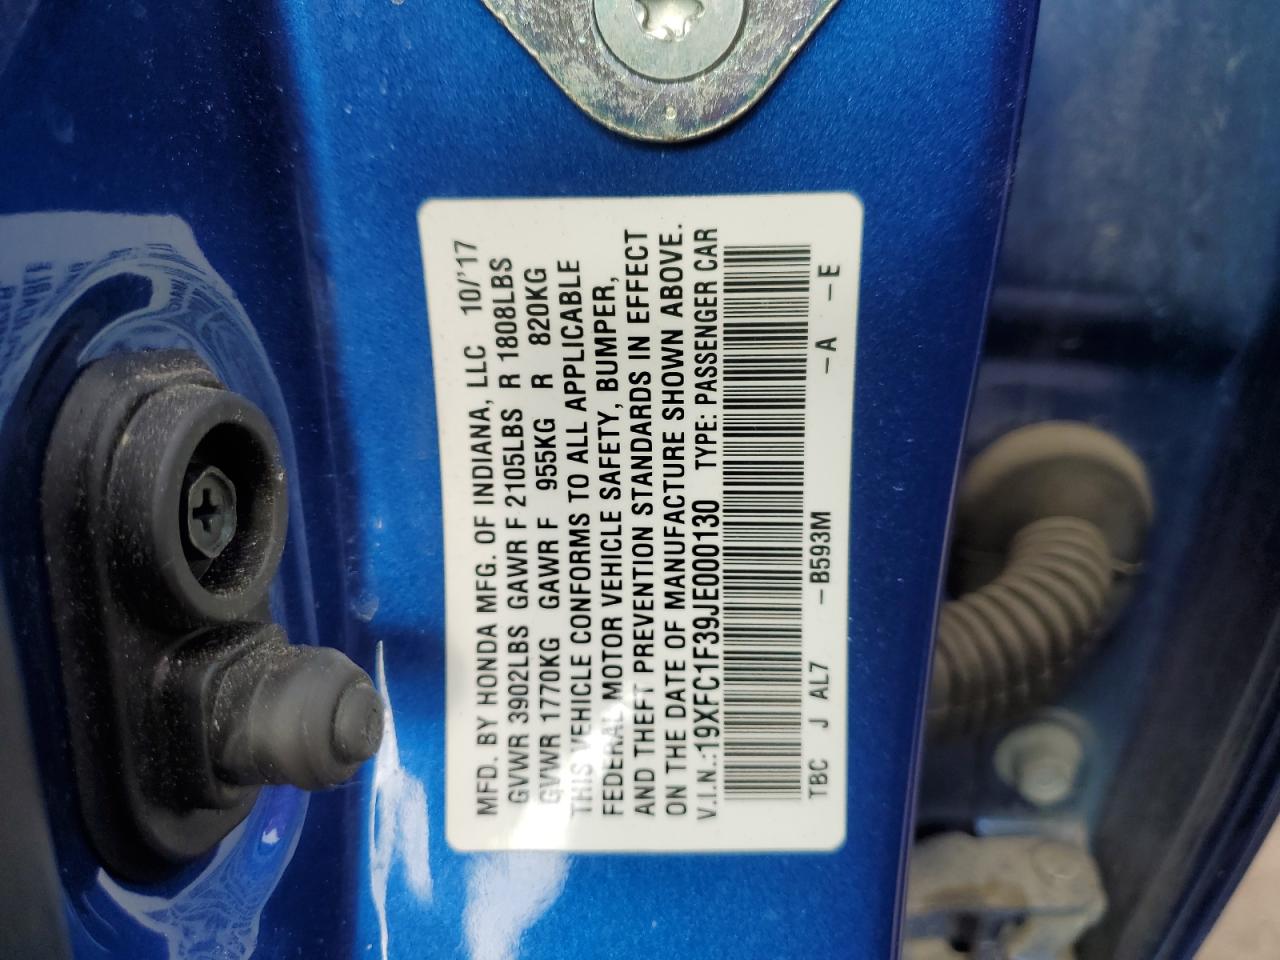 MFD. BY HONDA MFG. OF INDIANA, LLC 10/'17
GVWR 3902LBS GAWR F 2105LBS R 1808LBS
GVWR 1770KG GAWR F 955KG R 820KG
THIS VEHICLE CONFORMS TO ALL APPLICABLE
FEDERAL MOTOR VEHICLE SAFETY, BUMPER,
AND THEFT PREVENTION STANDARDS IN EFFECT
ON THE DATE OF MANUFACTURE SHOWN ABOVE.
V.I.N.:19XFC1F39JE000130 TYPE: PASSENGER CAR
TBC J AL7 -B593M -A -E